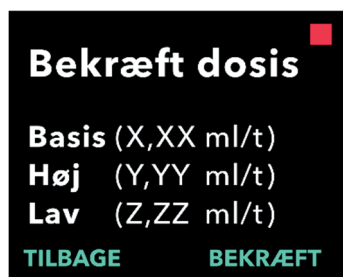 Bekræft dosis
Basis (X,XX ml/t)
Høj (Y,YY ml/t)
Lav (Z,ZZ ml/t)
TILBAGE BEKRÆFT